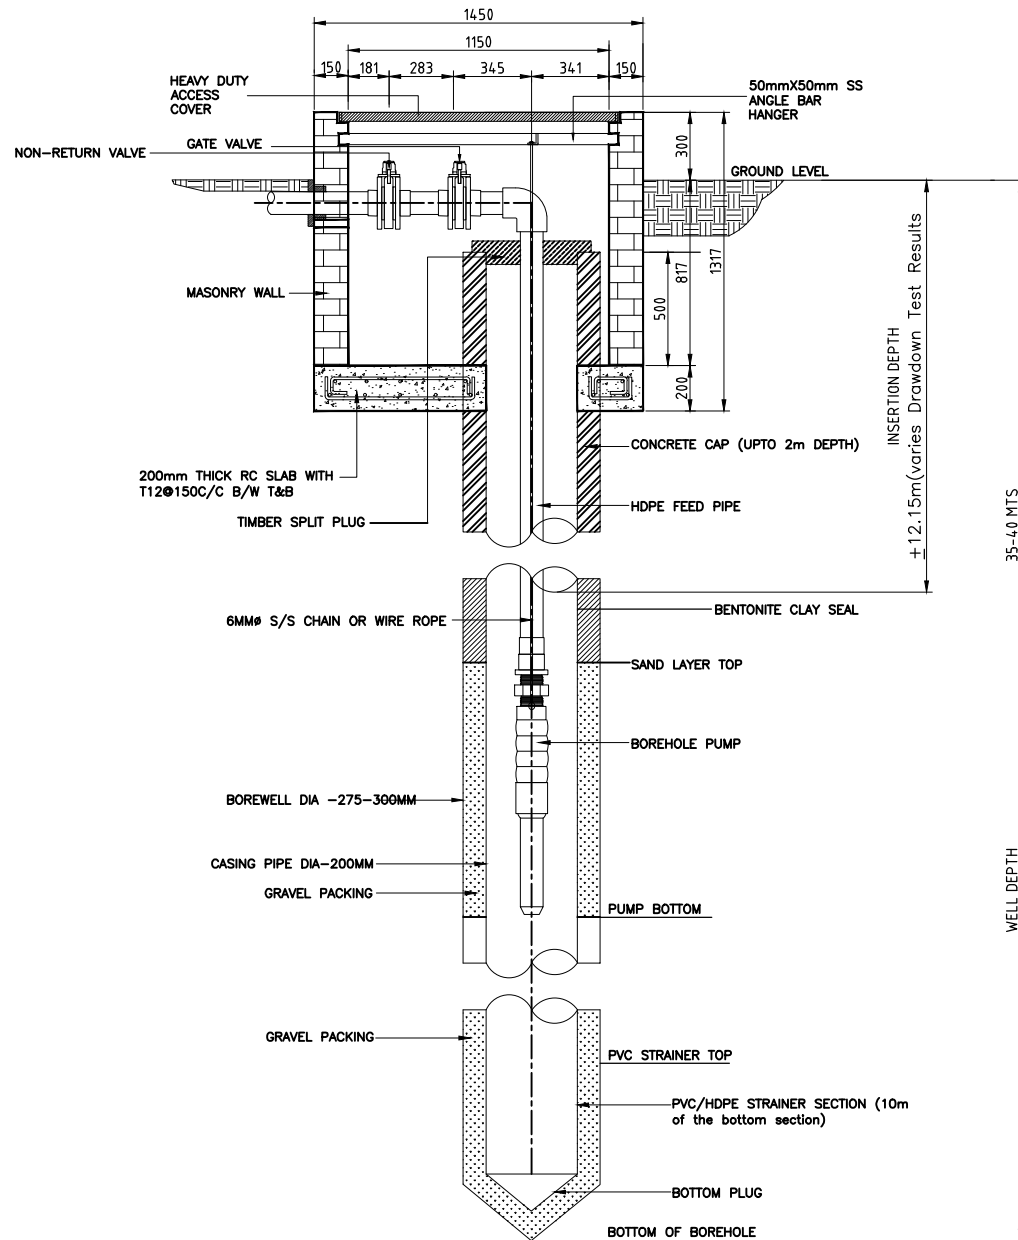 1450
1150
150 181 283 345 341 150
HEAVY DUTY
ACCESS
COVER
50mmX50mm SS
ANGLE BAR
HANGER
GATE VALVE
NON-RETURN VALVE
300
GROUND LEVEL
817
1317
500
200
MASONRY WALL
INSERTION DEPTH
±12.15m(varies Drawdown Test Results
CONCRETE CAP (UPTO 2m DEPTH)
200mm THICK RC SLAB WITH
T12@150C/C B/W T&B
HDPE FEED PIPE
TIMBER SPLIT PLUG
35-40 MTS
BENTONITE CLAY SEAL
6MMø S/S CHAIN OR WIRE ROPE
SAND LAYER TOP
BOREHOLE PUMP
BOREWELL DIA -275-300MM
CASING PIPE DIA-200MM
GRAVEL PACKING
WELL DEPTH
PUMP BOTTOM
GRAVEL PACKING
PVC STRAINER TOP
PVC/HDPE STRAINER SECTION (10m
of the bottom section)
BOTTOM PLUG
BOTTOM OF BOREHOLE